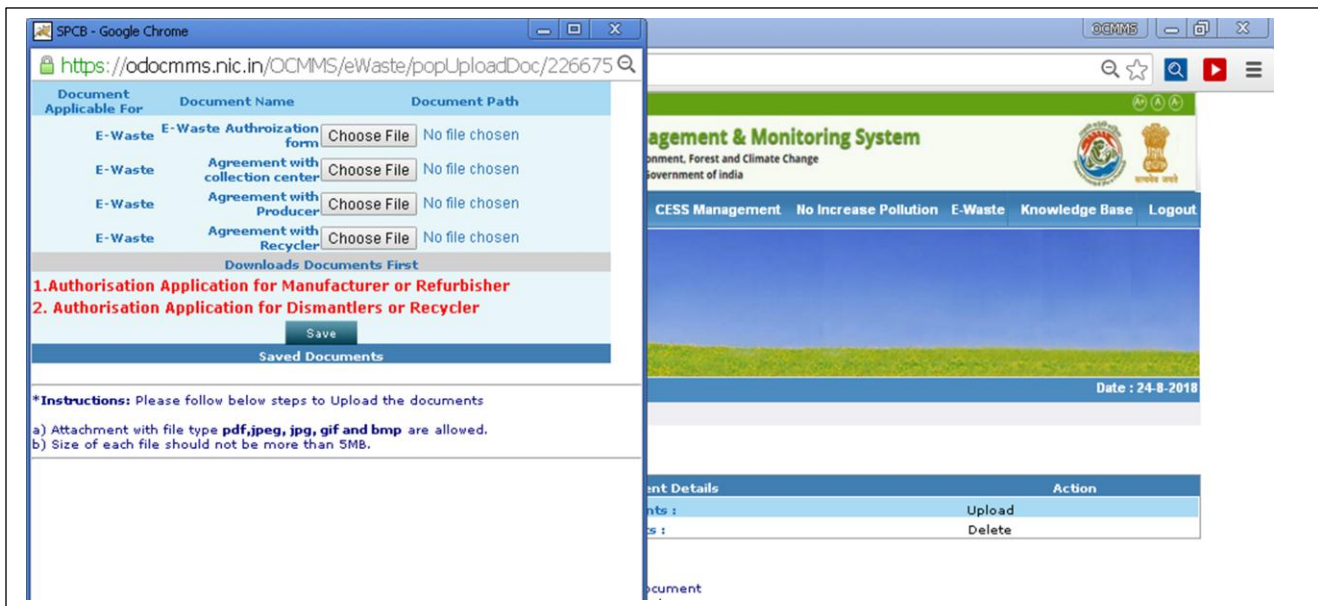 SPCB - Google Chrome
https://odocmms.nic.in/OCMMS/eWaste/popUploadDoc/226675
Document Applicable For
Document Name
Document Path
E-Waste
E-Waste Authroization form
Choose File No file chosen
E-Waste
Agreement with collection center
Choose File No file chosen
E-Waste
Agreement with Producer
Choose File No file chosen
E-Waste
Agreement with Recycler
Choose File No file chosen
Downloads Documents First
1.Authorisation Application for Manufacturer or Refurbisher
2. Authorisation Application for Dismantlers or Recycler
Save
Saved Documents
*Instructions: Please follow below steps to Upload the documents
a) Attachment with file type pdf,jpeg, jpg, gif and bmp are allowed.
b) Size of each file should not be more than 5MB.
OCMMS
A+ A A-
agement & Monitoring System
onment, Forest and Climate Change
Government of india
सत्यमेव जयते
CESS Management No Increase Pollution E-Waste Knowledge Base Logout
Date : 24-8-2018
ent Details Action
nts : Upload
ts : Delete
ocument